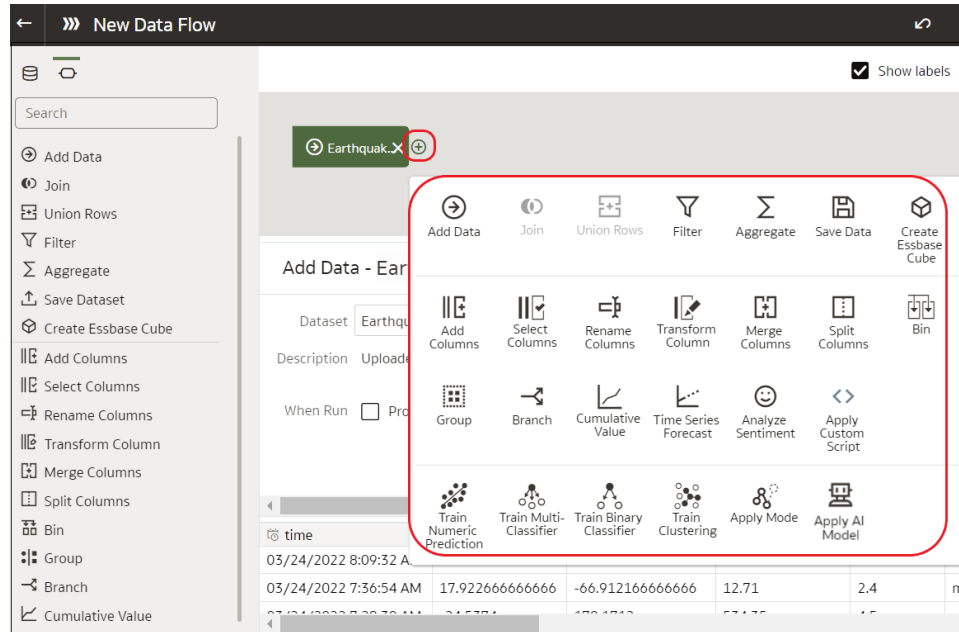 New Data Flow
Show labels
Search
Add Data
Join
Union Rows
Filter
Aggregate
Save Dataset
Create Essbase Cube
Add Columns
Select Columns
Rename Columns
Transform Column
Merge Columns
Split Columns
Bin
Group
Branch
Cumulative Value
Earthquak..
Add Data
Join
Union Rows
Filter
Aggregate
Save Data
Create
Essbase
Cube
Add
Columns
Select
Columns
Rename
Columns
Transform
Column
Merge
Columns
Split
Columns
Bin
Group
Branch
Cumulative
Value
Time Series
Forecast
Analyze
Sentiment
Apply
Custom
Script
Train
Numeric
Prediction
Train Multi-
Classifier
Train Binary
Classifier
Train
Clustering
Apply Mode
Apply AI
Model
Add Data - Ear
Dataset Earthqu
Description Uploade
When Run Pro
time
03/24/2022 8:09:32 A
03/24/2022 7:36:54 AM 17.922666666666 -66.912166666666 12.71 2.4